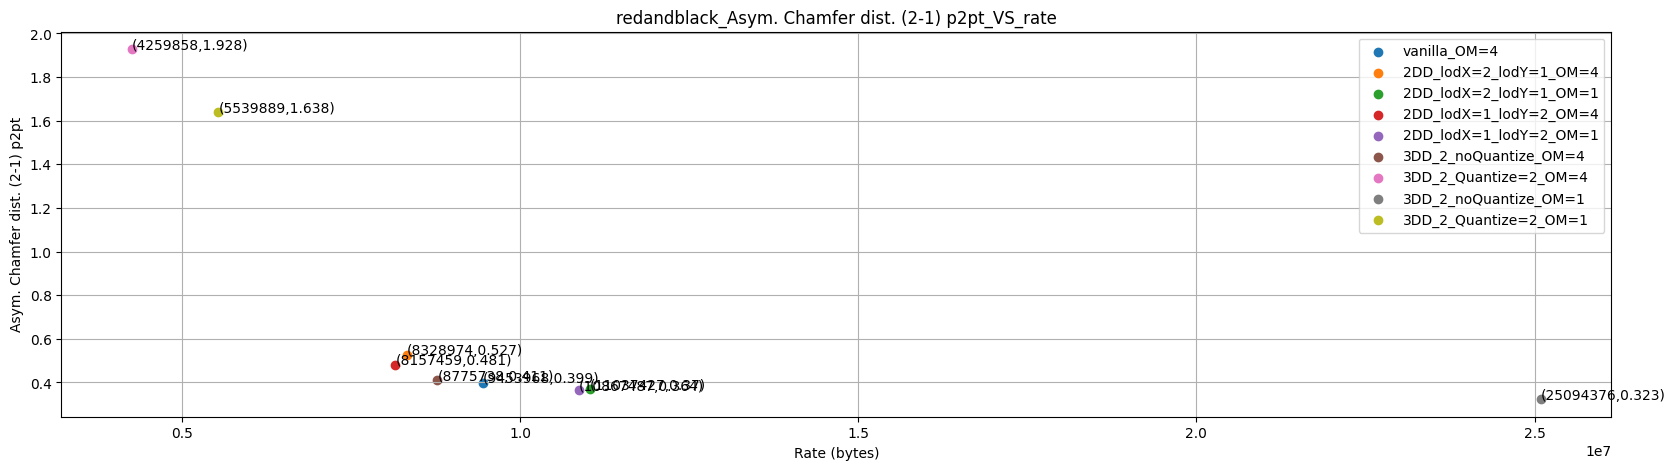 redandblack_Asym. Chamfer dist. (2-1) p2pt_VS_rate
Asym. Chamfer dist. (2-1) p2pt
2.0
1.8
1.6
1.4
1.2
1.0
0.8
0.6
0.4
(4259858,1.928)
(5539889,1.638)
(8328974,0.527)
(8157459,0.481)
(9453968,0.399)
(25094376,0.323)
vanilla_OM=4
2DD_lodX=2_lodY=1_OM=4
2DD_lodX=2_lodY=1_OM=1
2DD_lodX=1_lodY=2_OM=4
2DD_lodX=1_lodY=2_OM=1
3DD_2_noQuantize_OM=4
3DD_2_Quantize=2_OM=4
3DD_2_noQuantize_OM=1
3DD_2_Quantize=2_OM=1
0.5
1.0
1.5
2.0
2.5
1e7
Rate (bytes)